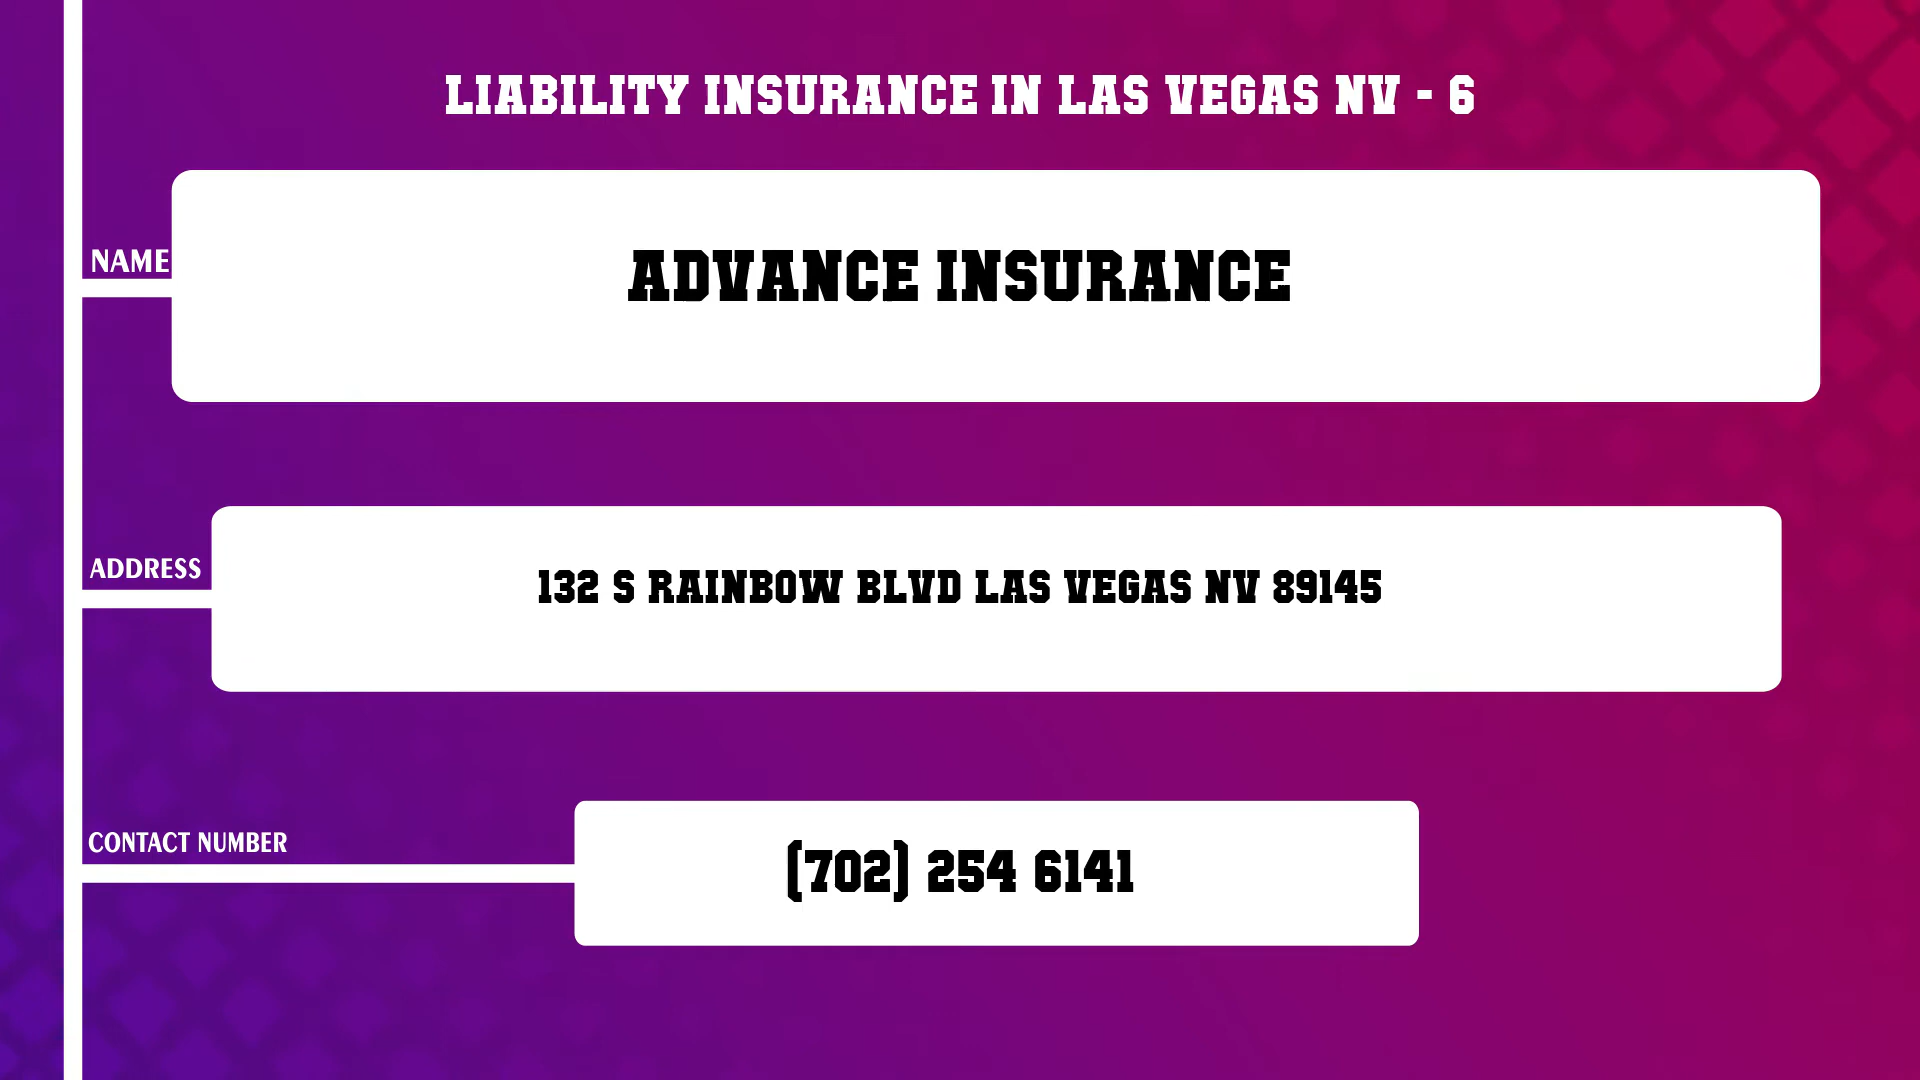 LIABILITY INSURANCE IN LAS VEGAS NV - 6
NAME
ADVANCE INSURANCE
ADDRESS
132 S RAINBOW BLVD LAS VEGAS NV 89145
CONTACT NUMBER
(702) 254 6141